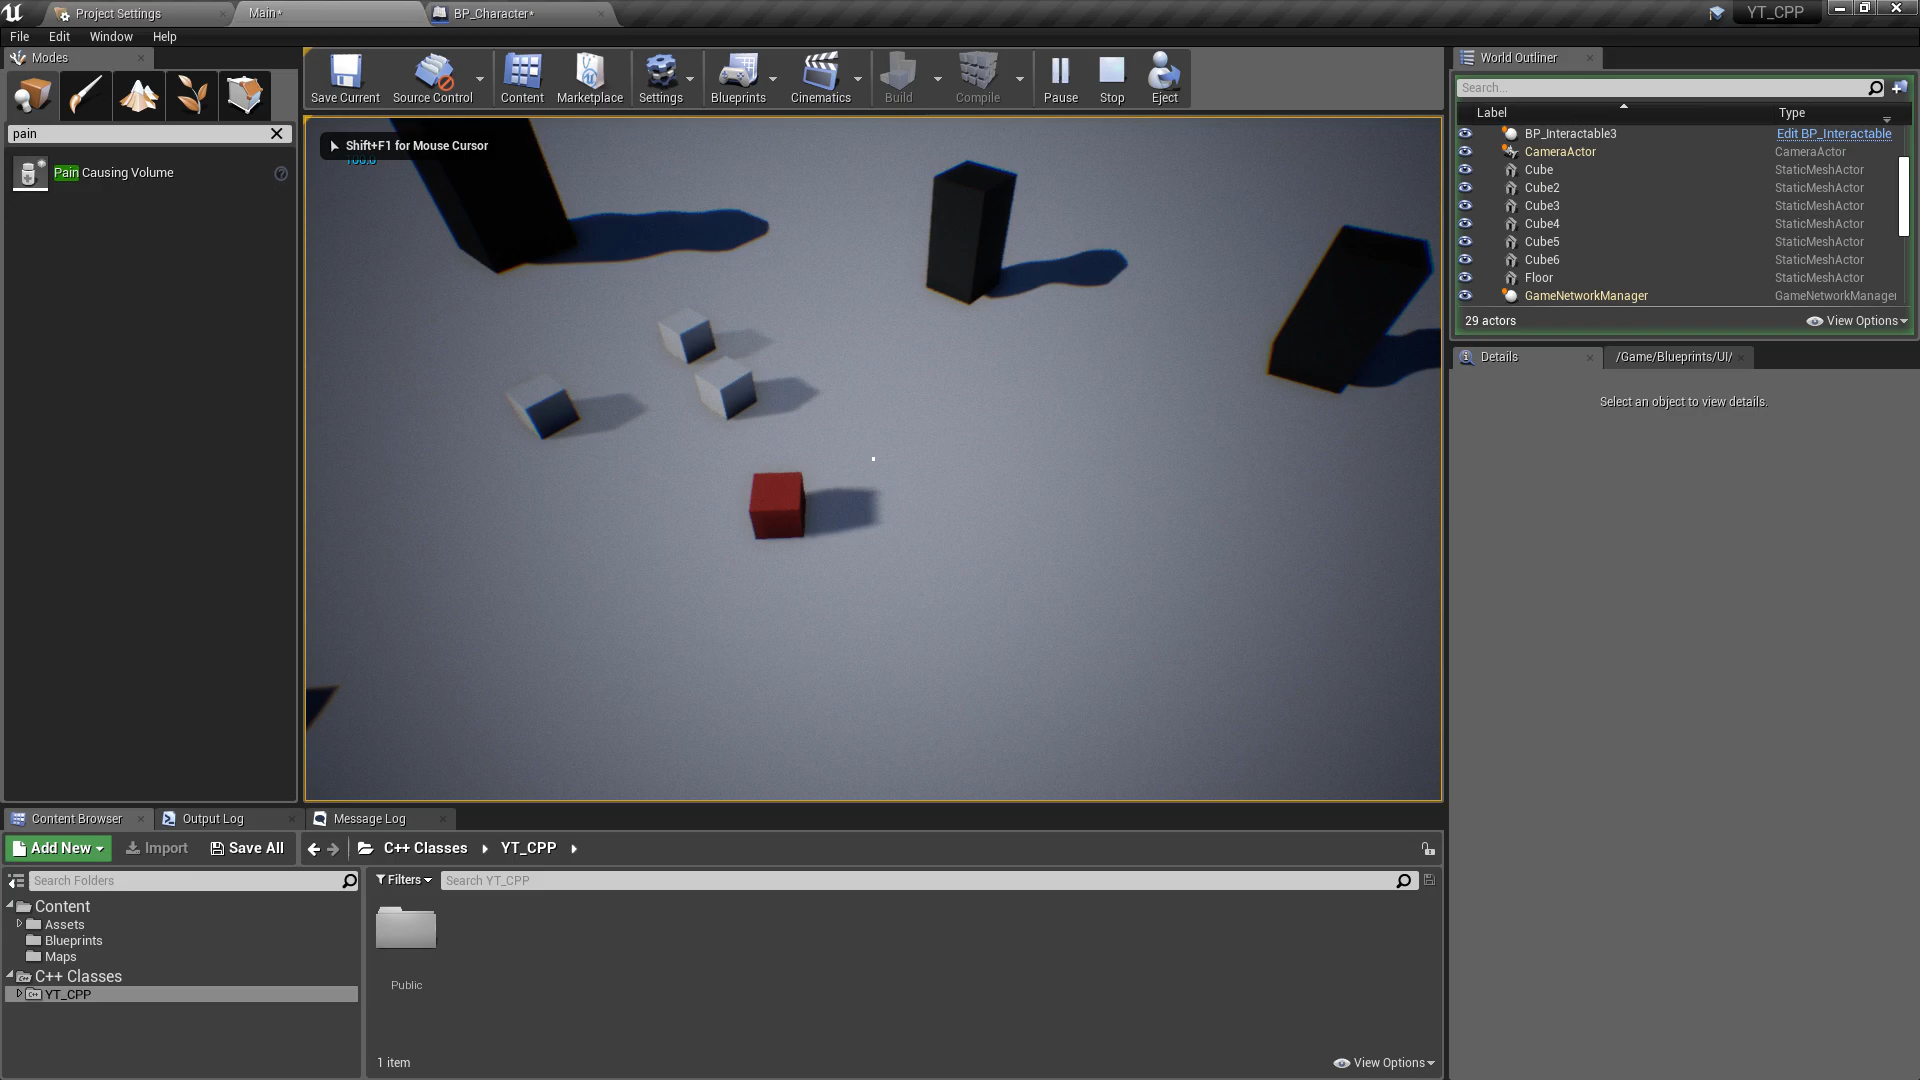 Project Settings
Main*
BP_Character*
YT_CPP
File Edit Window Help
Modes
World Outliner
Save Current
Source Control
Content
Marketplace
Settings
Blueprints
Cinematics
Build
Compile
Pause
Stop
Eject
Search...
Label Type
pain
Pain Causing Volume
Shift+F1 for Mouse Cursor
100.0
BP_Interactable3 Edit BP_Interactable
CameraActor CameraActor
Cube StaticMeshActor
Cube2 StaticMeshActor
Cube3 StaticMeshActor
Cube4 StaticMeshActor
Cube5 StaticMeshActor
Cube6 StaticMeshActor
Floor StaticMeshActor
GameNetworkManager GameNetworkManager
29 actors View Options
Details
/Game/Blueprints/UI/
Select an object to view details.
Content Browser
Output Log
Message Log
Add New
Import
Save All
C++ Classes
YT_CPP
Search Folders
Filters
Search YT_CPP
Content
Assets
Blueprints
Maps
C++ Classes
C++ YT_CPP
Public
1 item
View Options